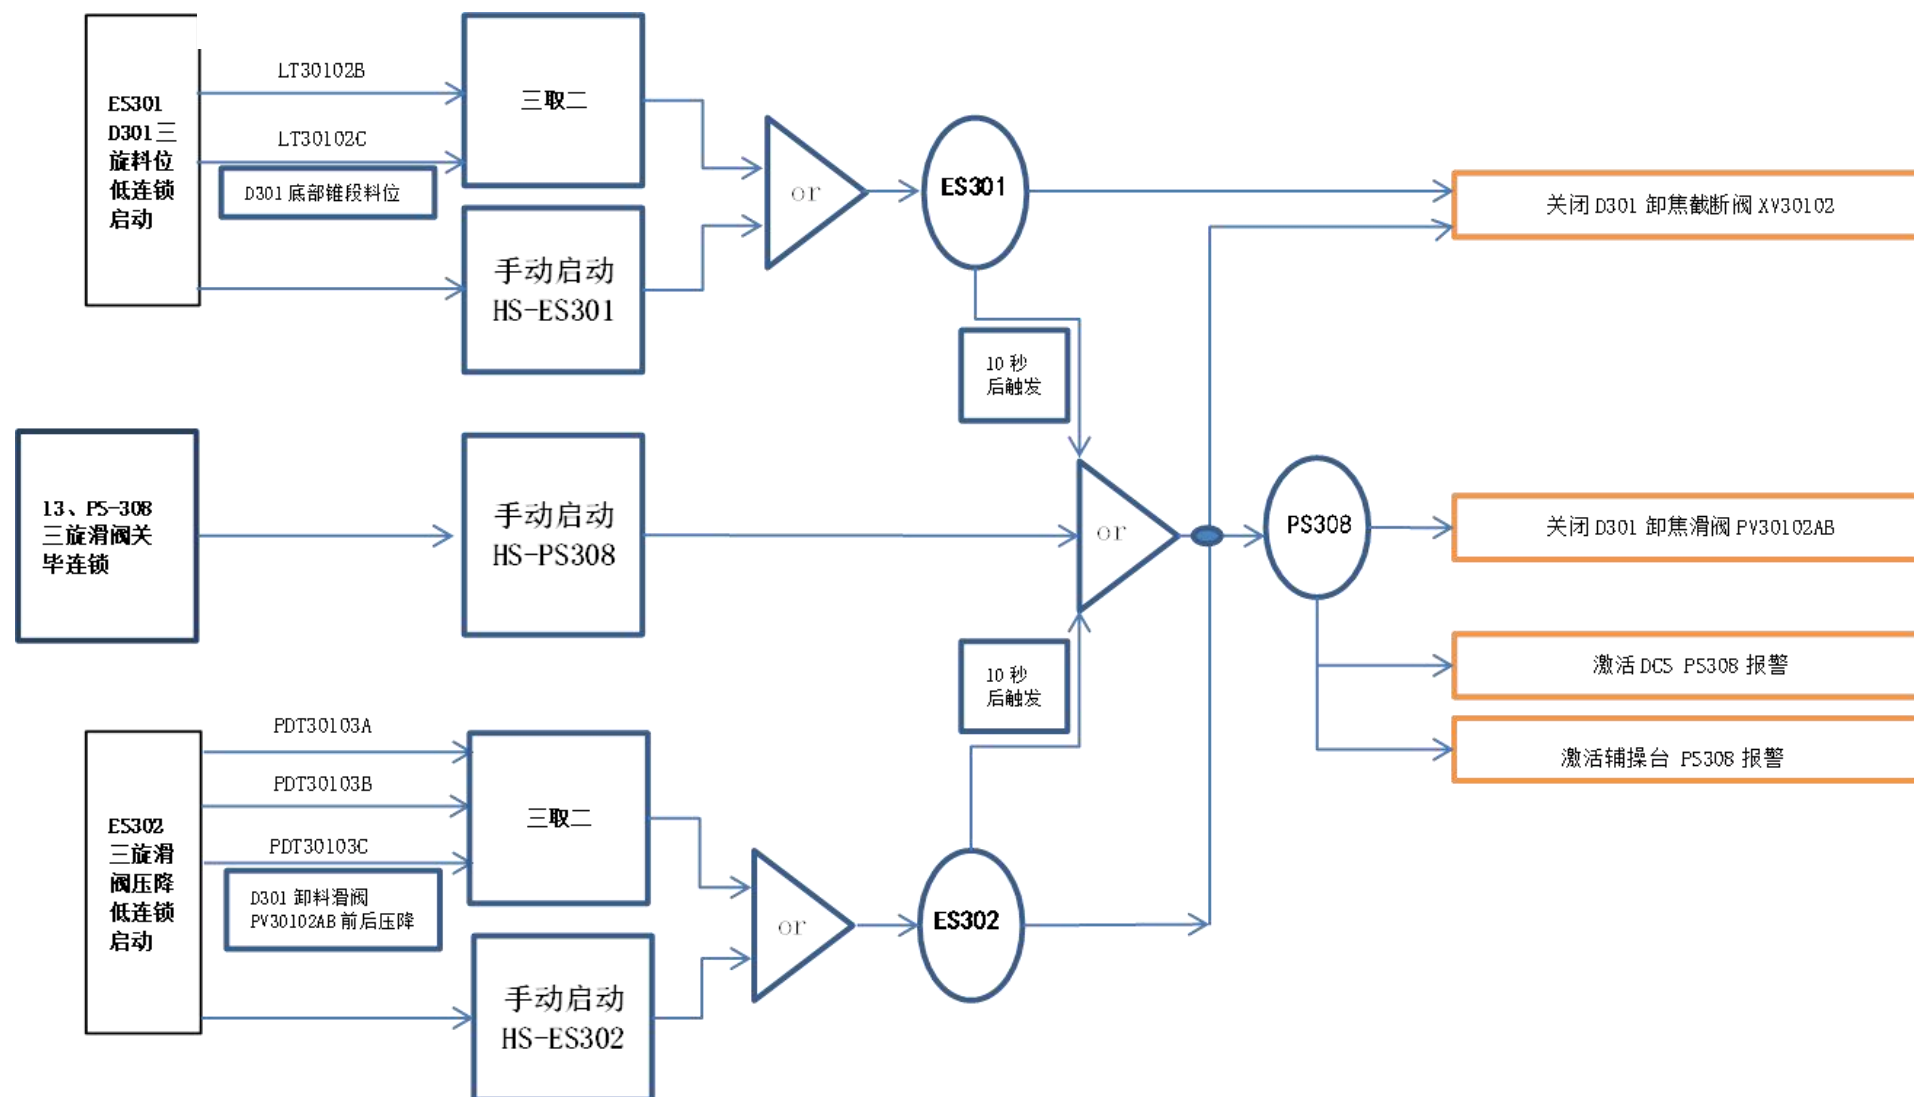 ES301
D301三
旋料位
低连锁
启动
LT30102B
LT30102C
D301 底部锥段料位
三取二
手动启动
HS-ES301
or
ES301
10 秒
后触发
关闭 D301 卸焦截断阀 XV30102
13、PS-308
三旋滑阀关
毕连锁
手动启动
HS-PS308
or
PS308
关闭 D301 卸焦滑阀 PV30102AB
激活 DCS PS308 报警
激活辅操台 PS308 报警
10 秒
后触发
ES302
三旋滑
阀压降
低连锁
启动
PDT30103A
PDT30103B
PDT30103C
D301 卸料滑阀
PV30102AB 前后压降
三取二
手动启动
HS-ES302
or
ES302